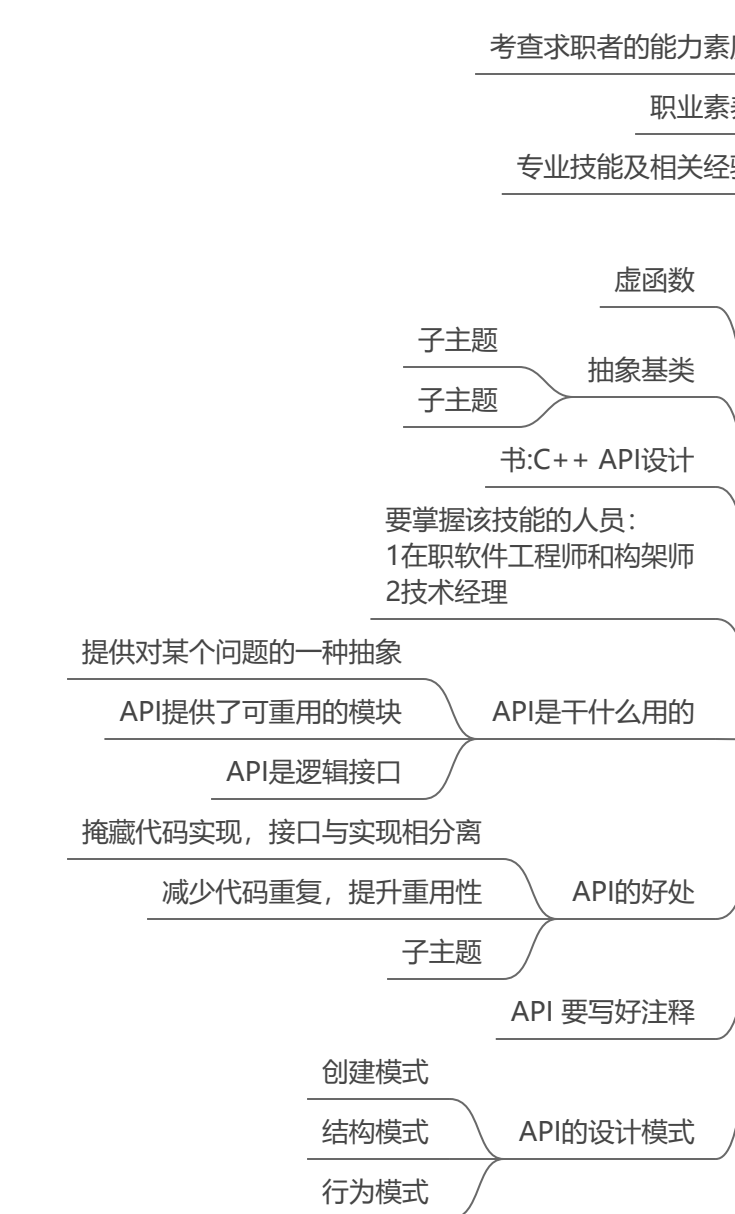 考查求职者的能力素
职业素
专业技能及相关经
虚函数
子主题
抽象基类
子主题
书:C++ API设计
要掌握该技能的人员：
1在职软件工程师和构架师
2技术经理
提供对某个问题的一种抽象
API提供了可重用的模块
API是干什么用的
API是逻辑接口
掩藏代码实现，接口与实现相分离
减少代码重复，提升重用性
API的好处
子主题
API 要写好注释
创建模式
结构模式
API的设计模式
行为模式